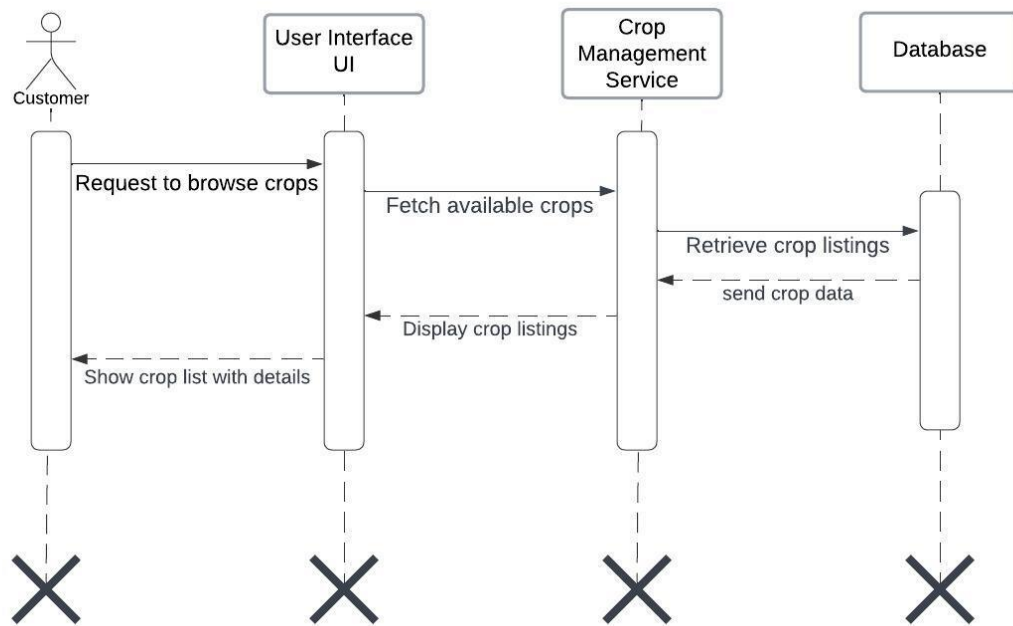 Customer
User Interface
UI
Crop
Management
Service
Database
Request to browse crops
Fetch available crops
Retrieve crop listings
send crop data
Display crop listings
Show crop list with details